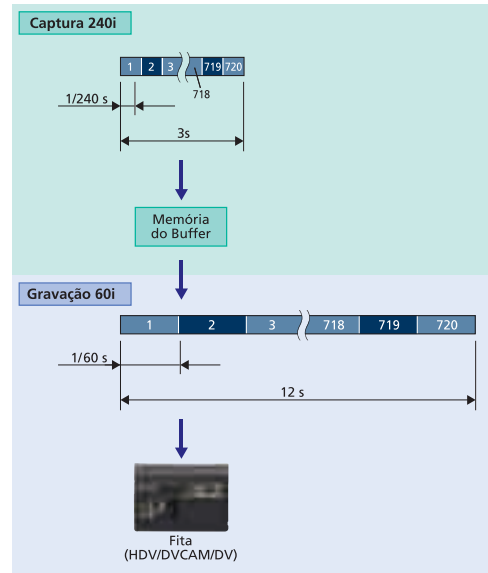 Captura 240i
1 2 3 719 720
718
1/240 s
3s
Memória
do Buffer
Gravação 60i
1 2 3 718 719 720
1/60 s
12 s
Fita
(HDV/DVCAM/DV)